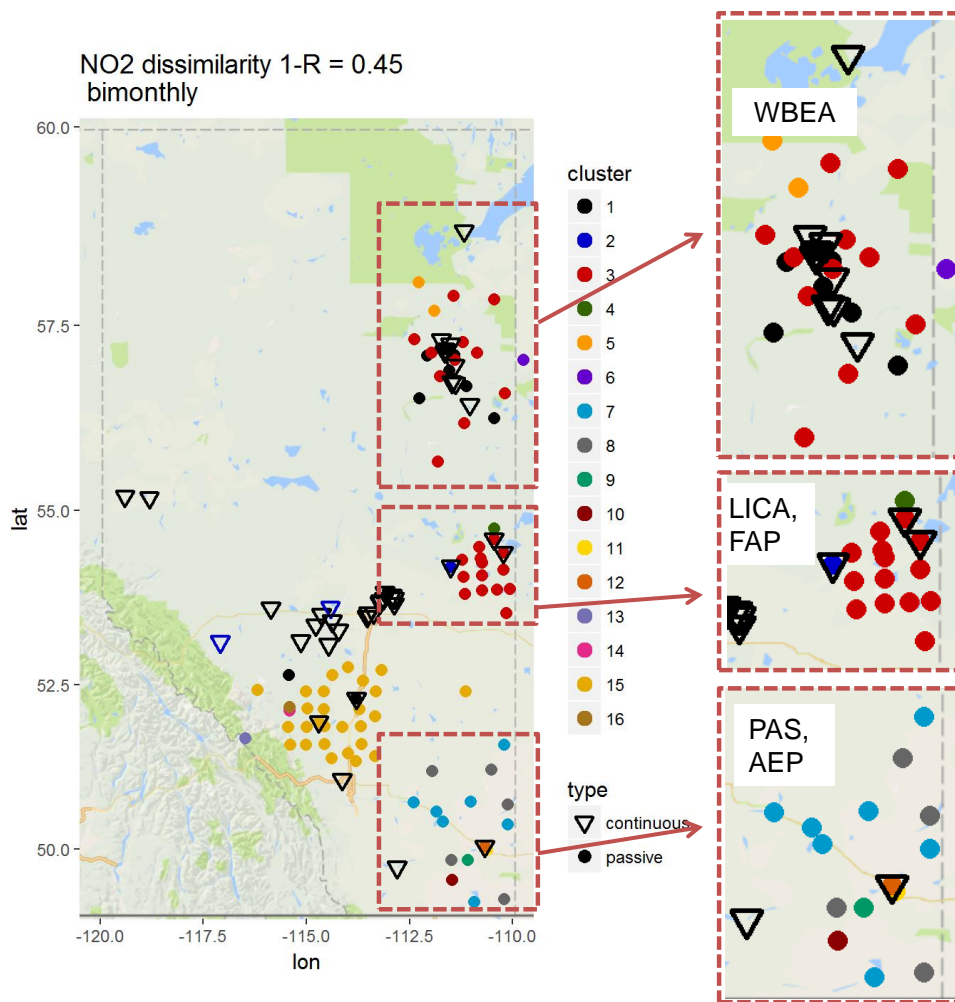 NO2 dissimilarity 1-R = 0.45
bimonthly
60.0
57.5
55.0
52.5
50.0
lat
-120.0
-117.5
-115.0
-112.5
-110.0
lon
cluster
1
2
3
4
5
6
7
8
9
10
11
12
13
14
15
16
type
continuous
passive
WBEA
LICA,
FAP
PAS,
AEP